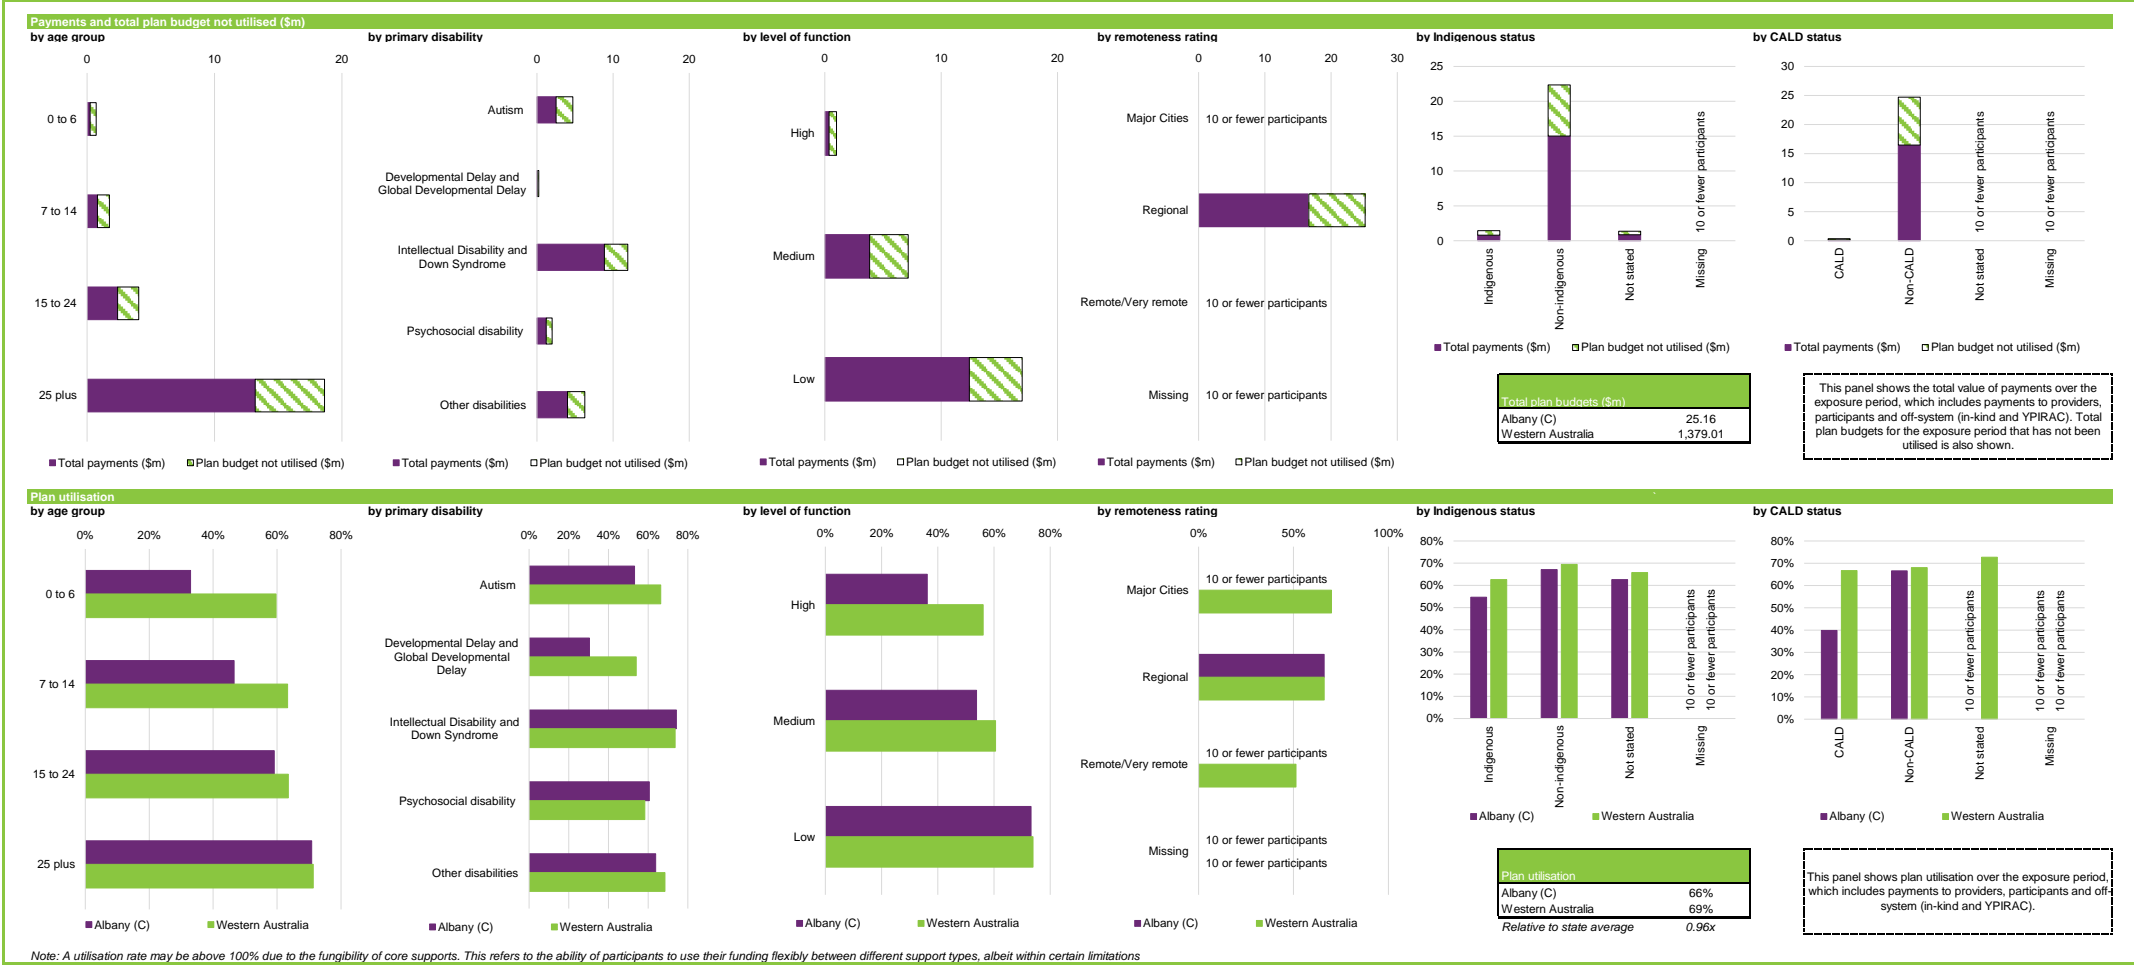 Payments and total plan budget not utilised ($m)
by age group
0 10 20
0 to 6
7 to 14
15 to 24
25 plus
Total payments ($m) Plan budget not utilised ($m)
by primary disability
0 10 20
Autism
Developmental Delay and
Global Developmental Delay
Intellectual Disability and
Down Syndrome
Psychosocial disability
Other disabilities
Total payments ($m) Plan budget not utilised ($m)
by level of function
0 10 20
High
Medium
Low
Total payments ($m) Plan budget not utilised ($m)
by remoteness rating
0 10 20 30
Major Cities 10 or fewer participants
Regional
Remote/Very remote 10 or fewer participants
Missing 10 or fewer participants
Total payments ($m) Plan budget not utilised ($m)
by Indigenous status
25
20
15
10
5
0
10 or fewer participants
Indigenous
Non-indigenous
Not stated
Missing
Total payments ($m) Plan budget not utilised ($m)
Total plan budgets ($m)
Albany (C) 25.16
Western Australia 1,379.01
by CALD status
30
25
20
15
10
5
0
10 or fewer participants
10 or fewer participants
CALD
Non-CALD
Not stated
Missing
Total payments ($m) Plan budget not utilised ($m)
This panel shows the total value of payments over the
exposure period, which includes payments to providers,
participants and off-system (in-kind and YPIRAC). Total
plan budgets for the exposure period that has not been
utilised is also shown.
Plan utilisation
by age group
0% 20% 40% 60% 80%
0 to 6
7 to 14
15 to 24
25 plus
Albany (C) Western Australia
by primary disability
0% 20% 40% 60% 80%
Autism
Developmental Delay and
Global Developmental
Delay
Intellectual Disability and
Down Syndrome
Psychosocial disability
Other disabilities
Albany (C) Western Australia
by level of function
0% 20% 40% 60% 80%
High
Medium
Low
Albany (C) Western Australia
by remoteness rating
0% 50% 100%
10 or fewer participants
Major Cities
Regional
10 or fewer participants
Remote/Very remote
10 or fewer participants
Missing
10 or fewer participants
Albany (C) Western Australia
by Indigenous status
80%
70%
60%
50%
40%
30%
20%
10%
0%
10 or fewer participants
10 or fewer participants
Indigenous
Non-indigenous
Not stated
Missing
Albany (C) Western Australia
Plan utilisation
Albany (C) 66%
Western Australia 69%
Relative to state average 0.96x
by CALD status
80%
70%
60%
50%
40%
30%
20%
10%
0%
10 or fewer participants
10 or fewer participants
10 or fewer participants
CALD
Non-CALD
Not stated
Missing
Albany (C) Western Australia
This panel shows plan utilisation over the exposure period,
which includes payments to providers, participants and off-
system (in-kind and YPIRAC).
Note: A utilisation rate may be above 100% due to the fungibility of core supports. This refers to the ability of participants to use their funding flexibly between different support types, albeit within certain limitations